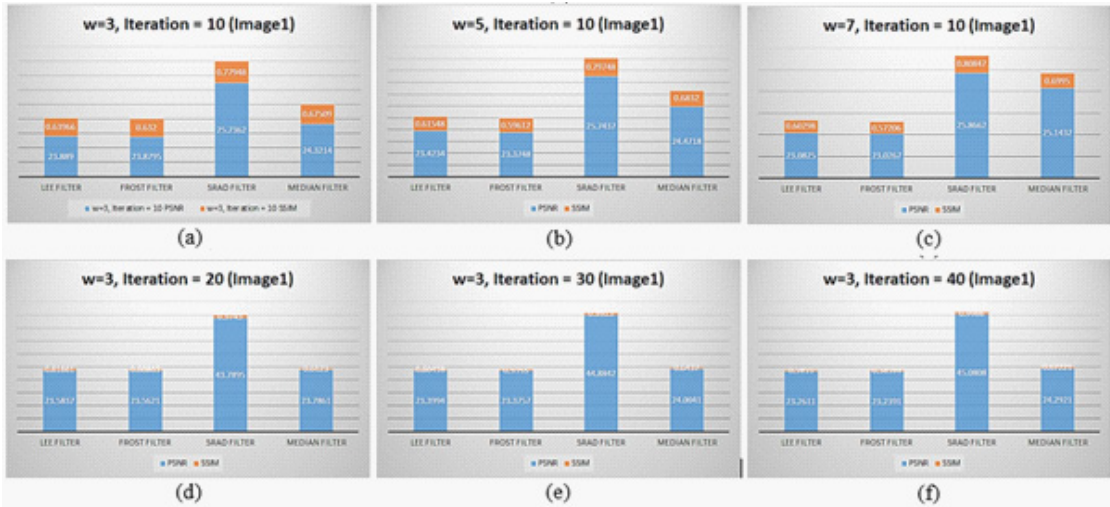 w=3, Iteration = 10 (Image1)
0.63966
0.632
0.77948
0.67509
23.889
23.8295
25.7362
24.3214
LEE FILTER
FROST FILTER
SRAD FILTER
MEDIAN FILTER
w=3, Iteration = 10 PSNR
w=3, Iteration = 10 SSIM
(a)
w=5, Iteration = 10 (Image1)
0.61548
0.59612
0.79748
0.6832
23.4234
23.3748
24.4718
LEE FILTER
FROST FILTER
SRAD FILTER
MEDIAN FILTER
PSNR
SSIM
(b)
w=7, Iteration = 10 (Image1)
0.60298
0.57206
0.80847
0.6995
23.0825
23.0267
25.8662
25.1432
LEE FILTER
FROST FILTER
SRAD FILTER
MEDIAN FILTER
PSNR
SSIM
(c)
w=3, Iteration = 20 (Image1)
23.5837
23.5621
43.7895
23.7861
LEE FILTER
FROST FILTER
SRAD FILTER
MEDIAN FILTER
PSNR
SSIM
(d)
w=3, Iteration = 30 (Image1)
23.3994
23.3757
44.8842
24.0841
LEE FILTER
FROST FILTER
SRAD FILTER
MEDIAN FILTER
PSNR
SSIM
(e)
w=3, Iteration = 40 (Image1)
23.2611
23.2391
45.0808
24.2921
LEE FILTER
FROST FILTER
SRAD FILTER
MEDIAN FILTER
PSNR
SSIM
(f)